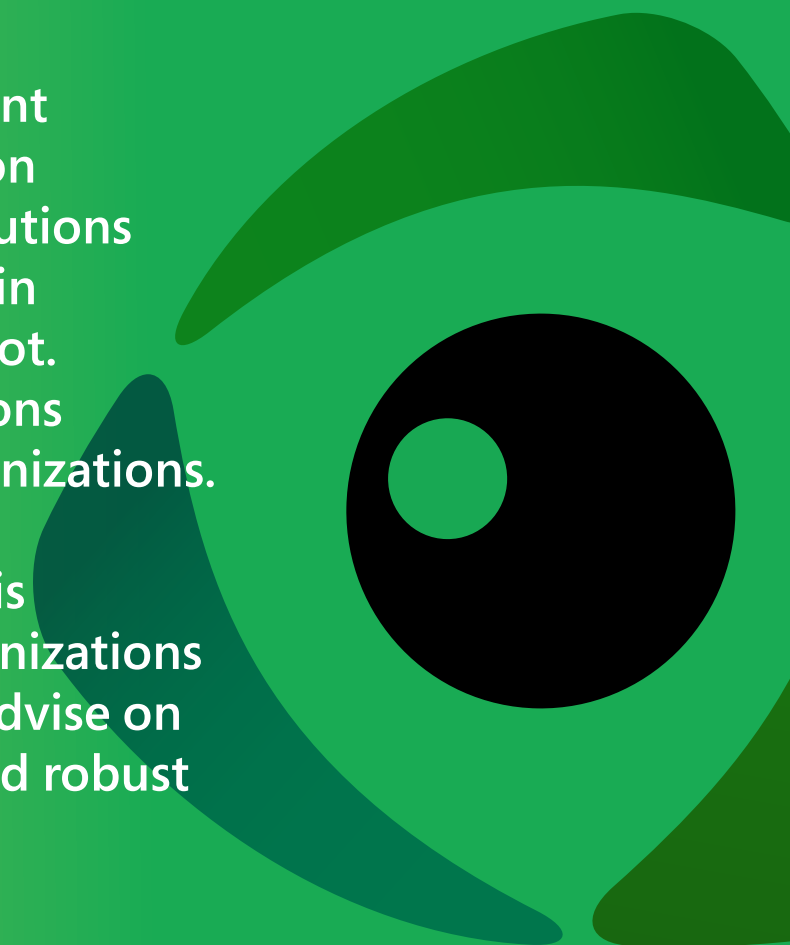 nt
on
utions
in
ot.
ons
nizations.
is
nizations
dvise on
d robust